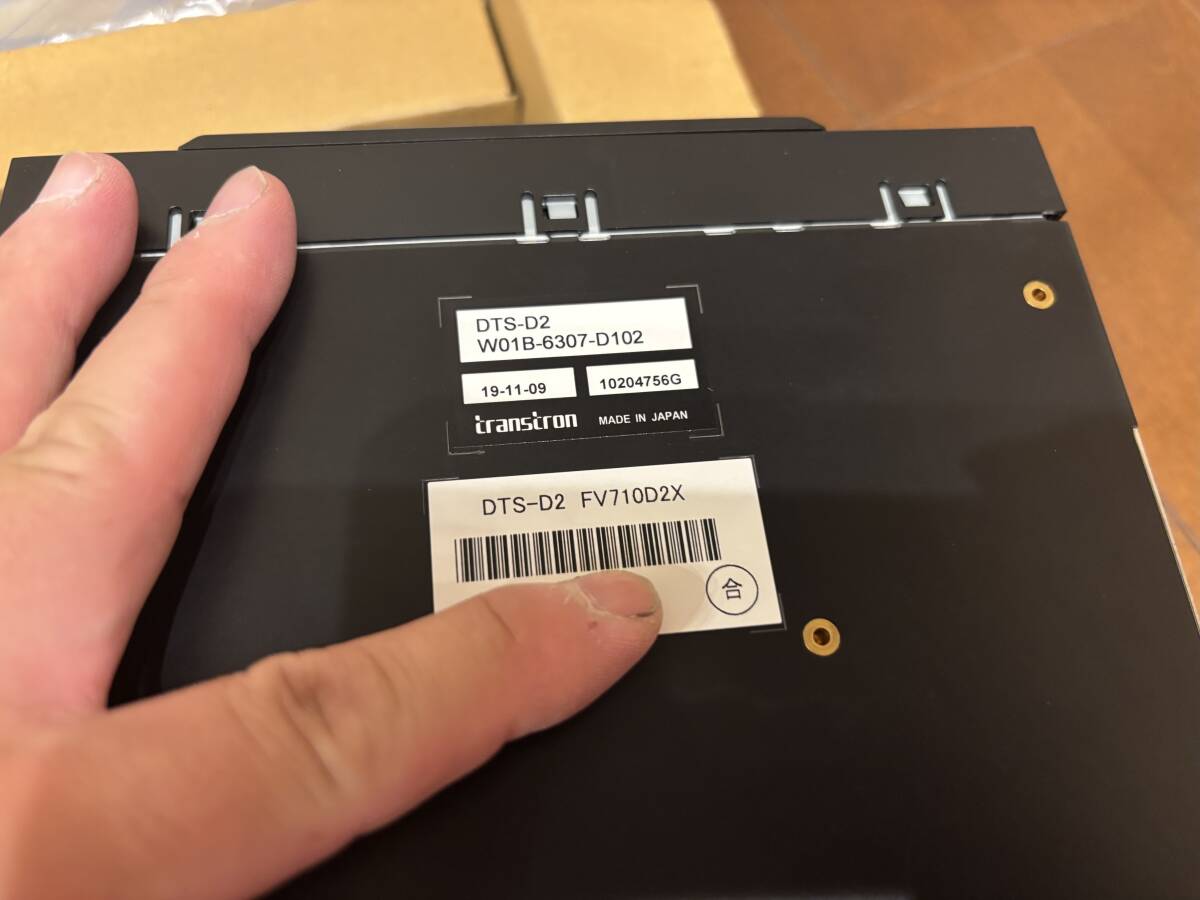 DTS-D2
W01B-6307-D102
19-11-09
10204756G
transtron
MADE IN JAPAN
DTS-D2 FV710D2X
合